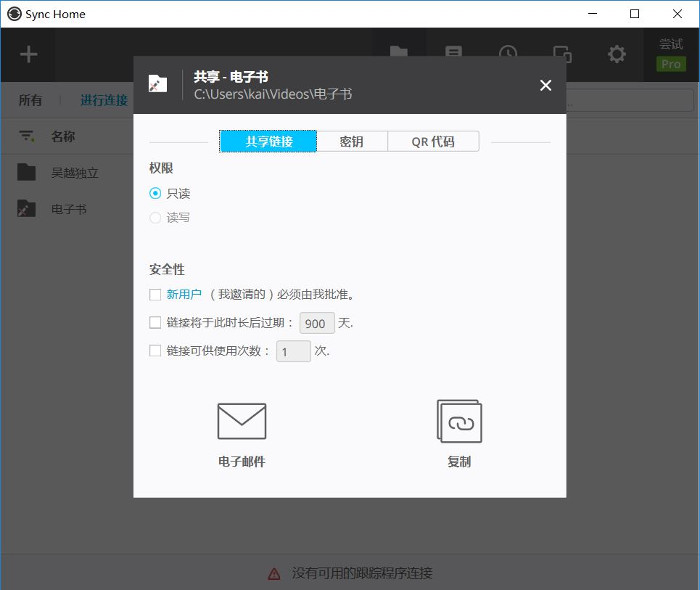 Sync Home
尝试
Pro
所有
进行连接
名称
吴越独立
电子书
共享 - 电子书
C:\Users\kai\Videos\电子书
共享链接
密钥
QR 代码
权限
只读
读写
安全性
新用户 （我邀请的）必须由我批准。
链接将于此时长后过期： 900 天.
链接可供使用次数： 1 次.
电子邮件
复制
没有可用的跟踪程序连接